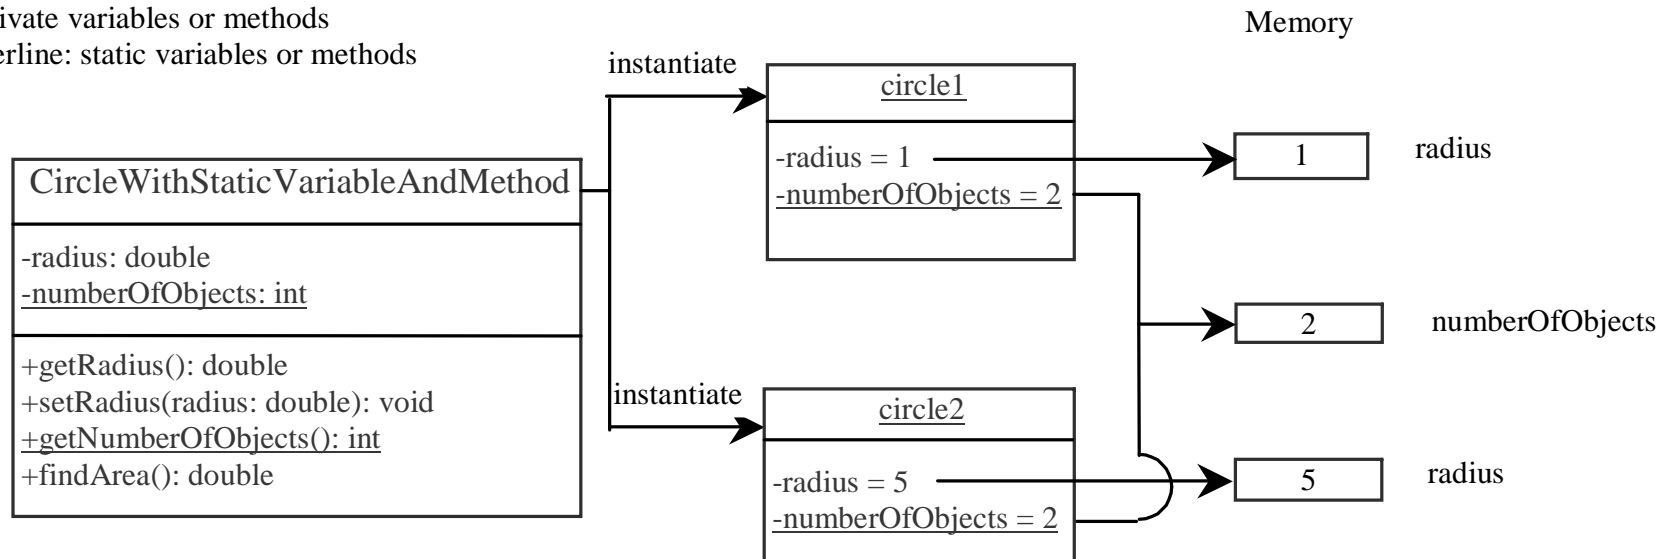 ivate variables or methods
erline: static variables or methods
Memory
instantiate
circle1
-radius = 1
-numberOfObjects = 2
1
radius
CircleWithStaticVariableAndMethod
-radius: double
-numberOfObjects: int
+getRadius(): double
+setRadius(radius: double): void
+getNumberOfObjects(): int
+findArea(): double
2
numberOfObjects
instantiate
circle2
-radius = 5
-numberOfObjects = 2
5
radius